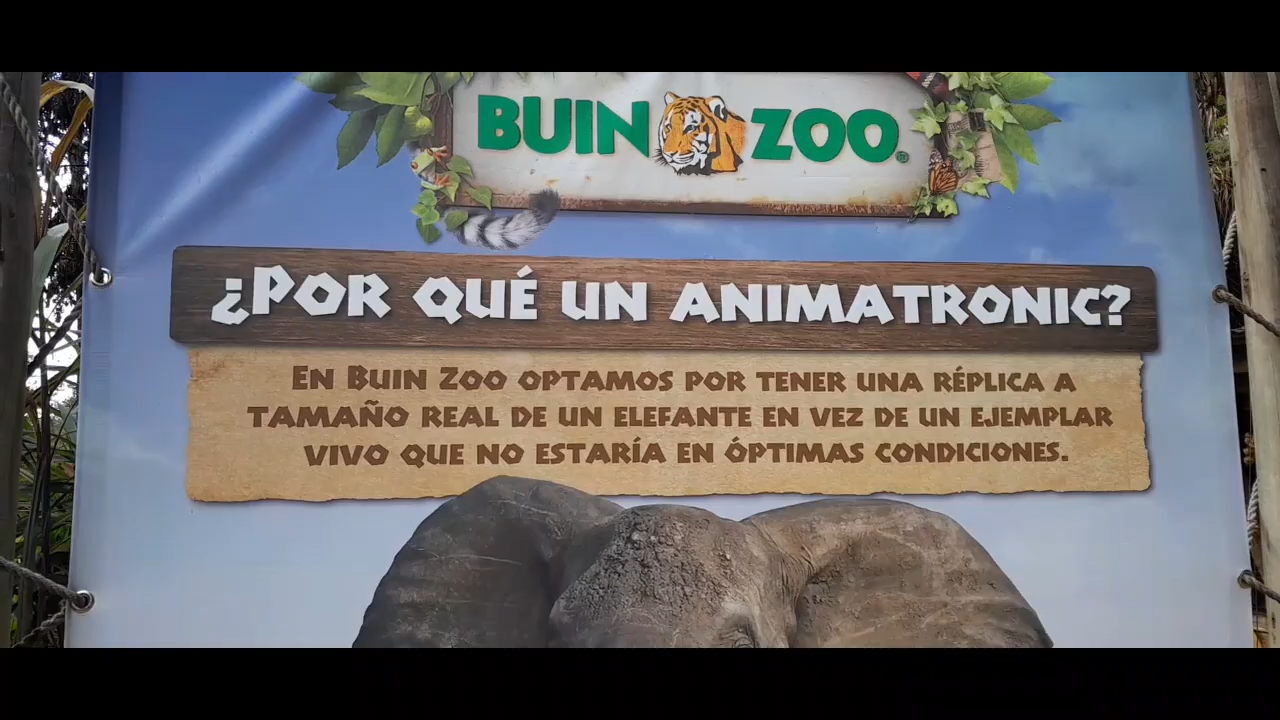 BUIN ZOO
¿POR QUÉ UN ANIMATRONIC?
EN BUIN ZOO OPTAMOS POR TENER UNA RÉPLICA A
TAMAÑO REAL DE UN ELEFANTE EN VEZ DE UN EJEMPLAR
VIVO QUE NO ESTARÍA EN ÓPTIMAS CONDICIONES.